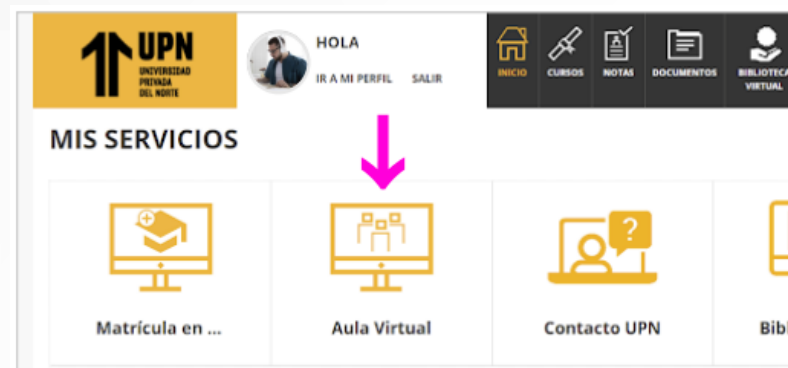 UPN
UNIVERSIDAD
PRIVADA
DEL NORTE
HOLA
IR A MI PERFIL SALIR
INICIO
CURSOS
NOTAS
DOCUMENTOS
BIBLIOTECA
VIRTUAL
MIS SERVICIOS
?
Matrícula en ...
Aula Virtual
Contacto UPN
Bib